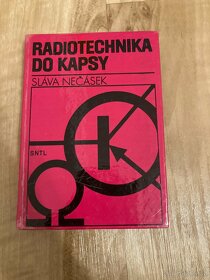 RADIOTECHNIKA
DO KAPSY
SLÁVA NEČÁSEK
SNTL